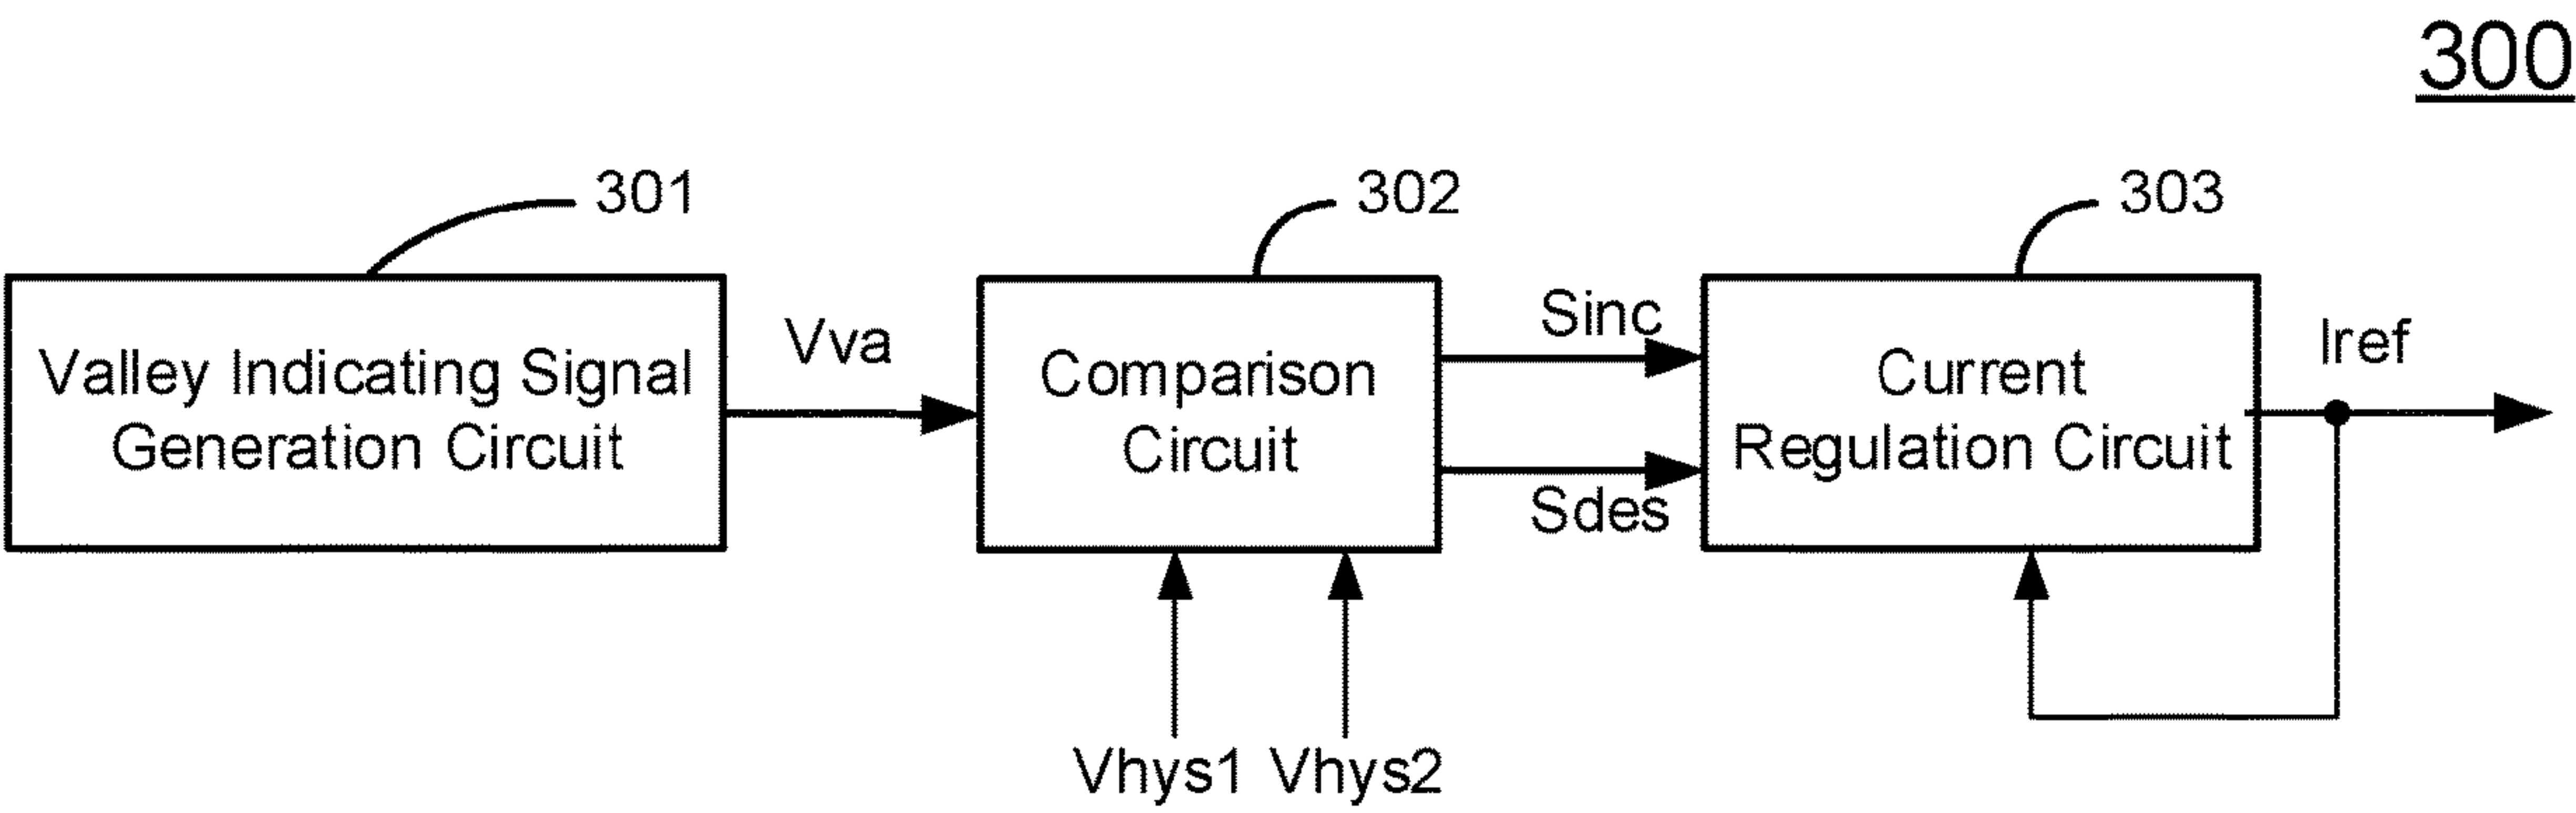 300
301
302
303
Valley Indicating Signal
Generation Circuit
Vva
Comparison
Circuit
Sinc
Sdes
Current
Regulation Circuit
Iref
Vhys1
Vhys2